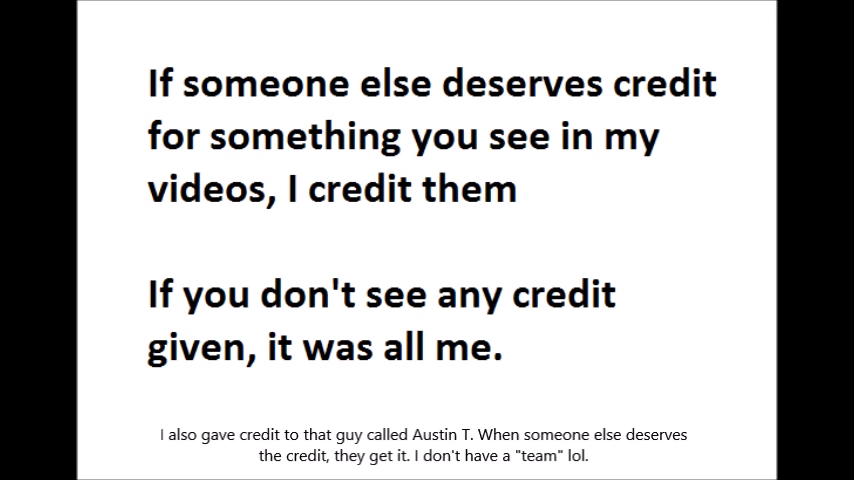 If someone else deserves credit
for something you see in my
videos, I credit them
If you don't see any credit
given, it was all me.
I also gave credit to that guy called Austin T. When someone else deserves
the credit, they get it. I don't have a "team" lol.